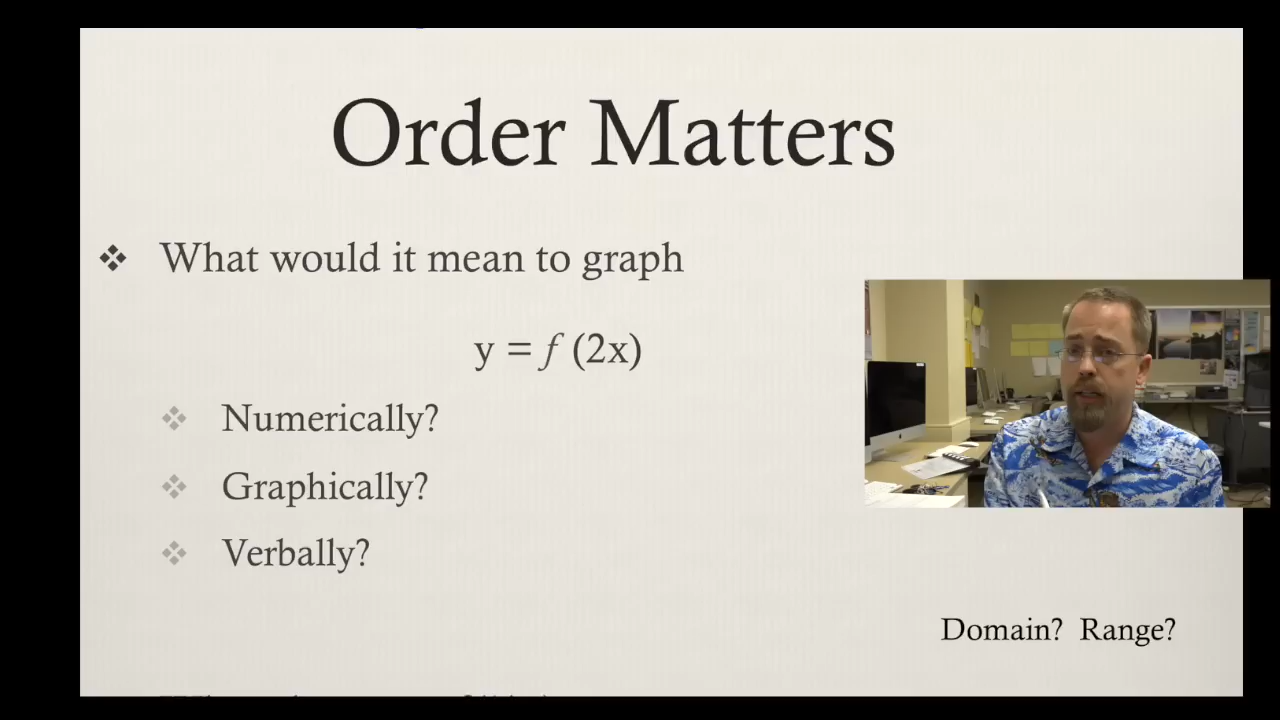 Order Matters
What would it mean to graph
y = f (2x)
Numerically?
Graphically?
Verbally?
Domain? Range?